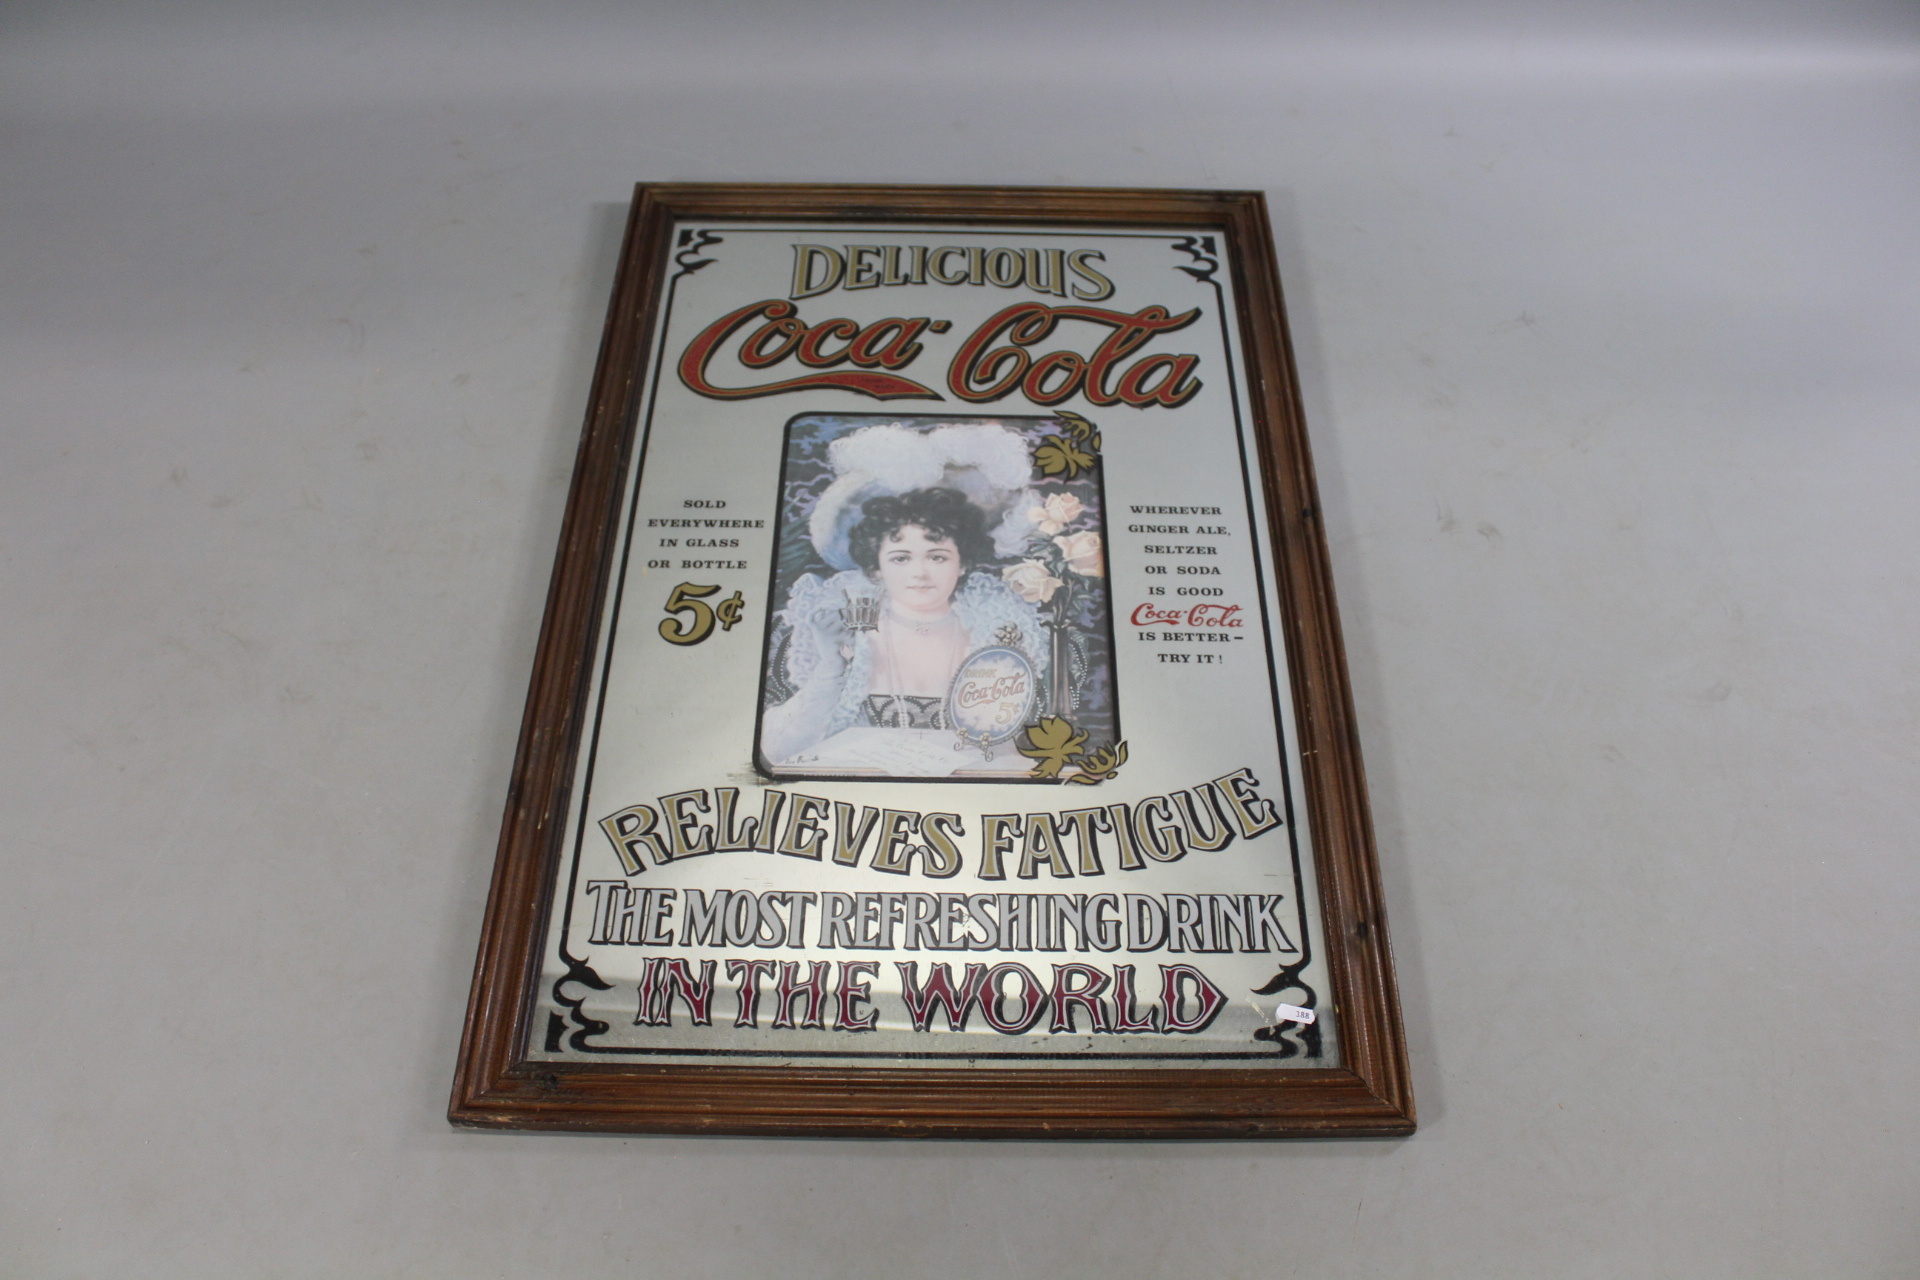 DELICIOUS
Coca-Cola
SOLD
EVERYWHERE
IN GLASS
OR BOTTLE
5¢
WHEREVER
GINGER ALE,
SELTZER
OR SODA
IS GOOD
Coca-Cola
IS BETTER–
TRY IT!
DRINK
Coca-Cola
5¢
RELIEVES FATIGUE
THE MOST REFRESHING DRINK
IN THE WORLD
388